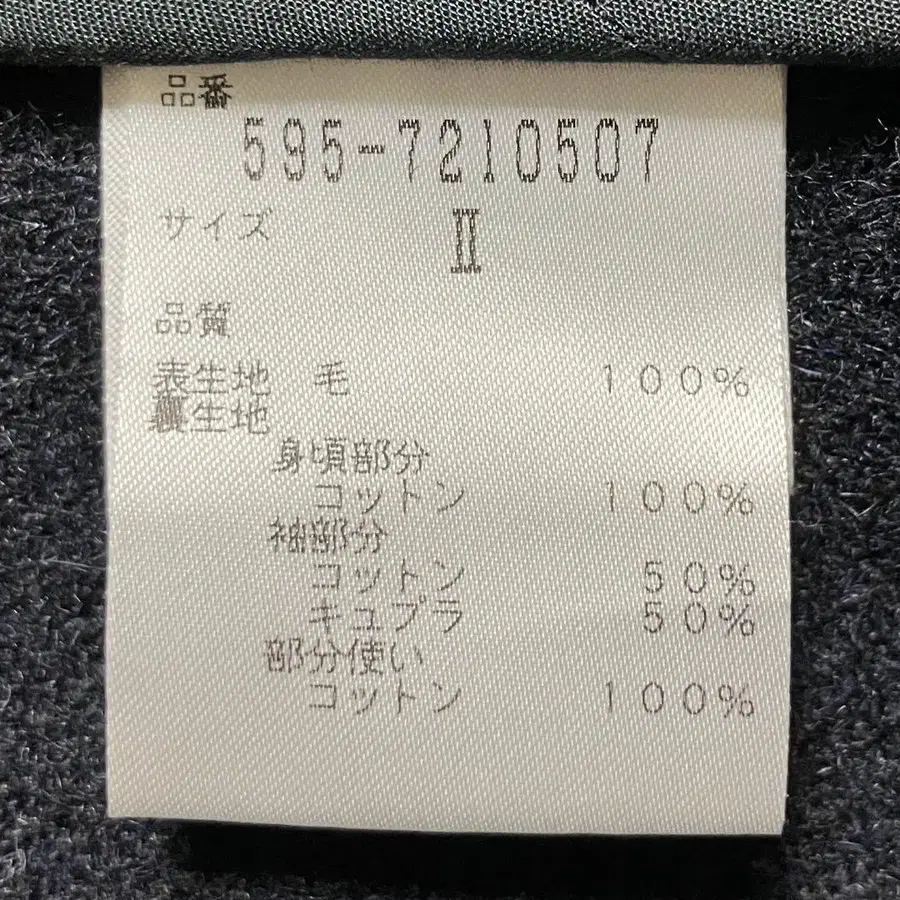 品番
595-7210507
サイズ II
品質
表生地 毛 100%
裏生地
身頃部分
コットン 100%
袖部分
コットン 50%
キュプラ 50%
部分使い
コットン 100%